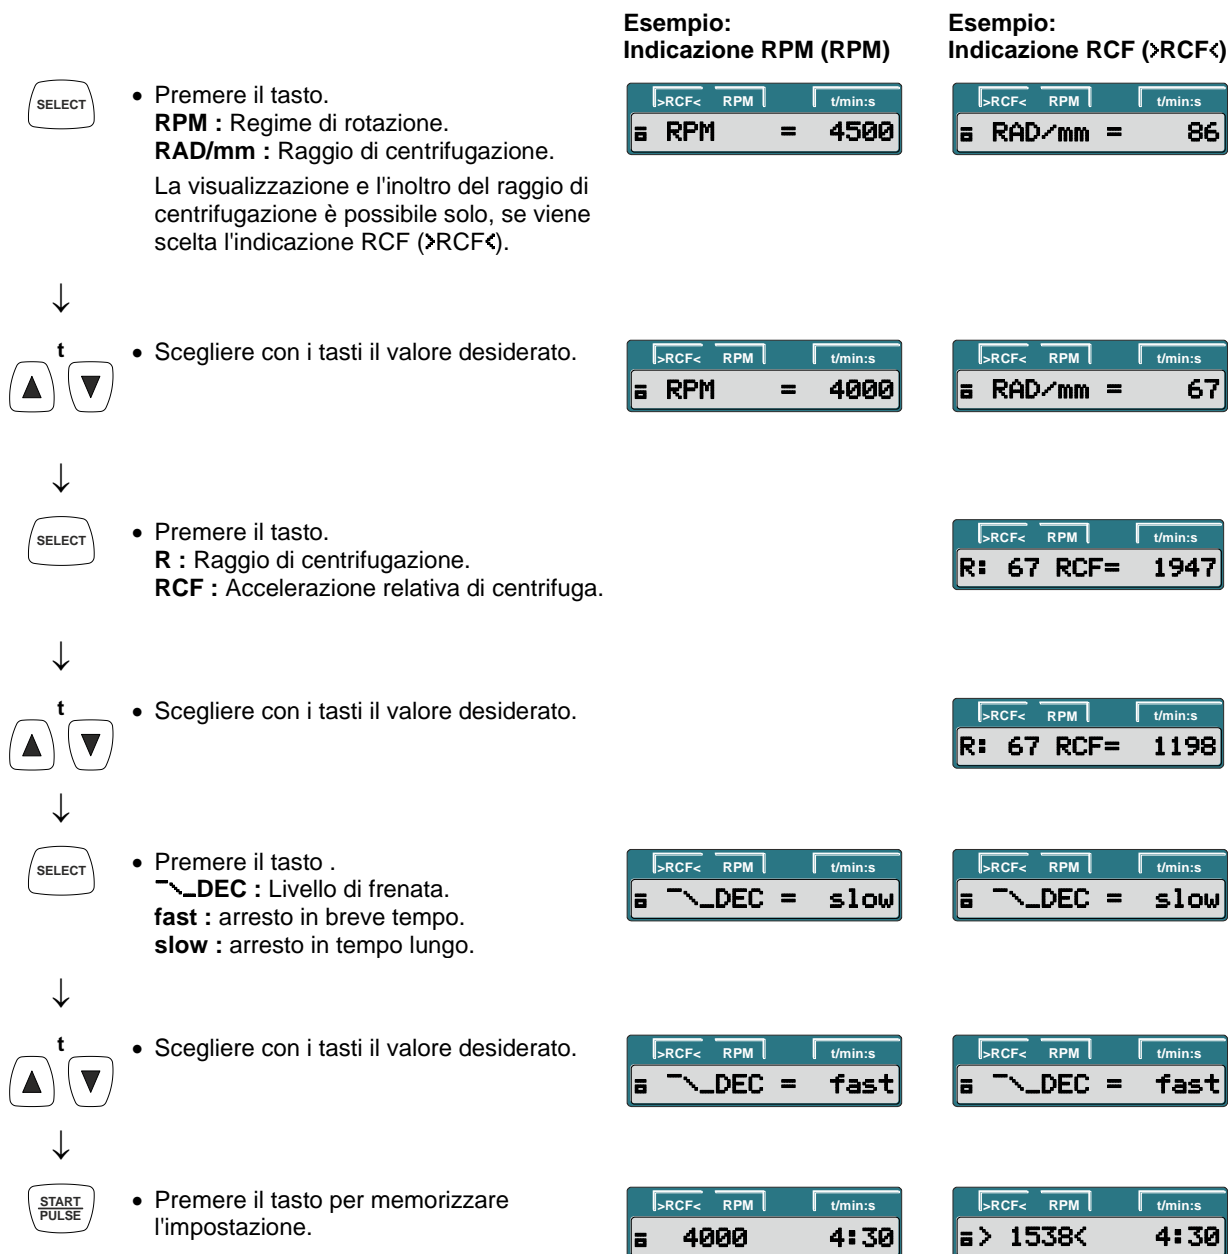 Esempio:
Indicazione RPM (RPM)
Esempio:
Indicazione RCF (>RCF<)
SELECT
• Premere il tasto.
RPM : Regime di rotazione.
RAD/mm : Raggio di centrifugazione.
La visualizzazione e l'inoltro del raggio di
centrifugazione è possibile solo, se viene
scelta l'indicazione RCF (>RCF<).
>RCF< RPM t/min:s
RPM = 4500
>RCF< RPM t/min:s
RAD/mm = 86
↓
t
• Scegliere con i tasti il valore desiderato.
>RCF< RPM t/min:s
RPM = 4000
>RCF< RPM t/min:s
RAD/mm = 67
↓
SELECT
• Premere il tasto.
R : Raggio di centrifugazione.
RCF : Accelerazione relativa di centrifuga.
>RCF< RPM t/min:s
R: 67 RCF= 1947
↓
t
• Scegliere con i tasti il valore desiderato.
>RCF< RPM t/min:s
R: 67 RCF= 1198
↓
SELECT
• Premere il tasto .
‾\_DEC : Livello di frenata.
fast : arresto in breve tempo.
slow : arresto in tempo lungo.
>RCF< RPM t/min:s
‾\_DEC = slow
>RCF< RPM t/min:s
‾\_DEC = slow
↓
t
• Scegliere con i tasti il valore desiderato.
>RCF< RPM t/min:s
‾\_DEC = fast
>RCF< RPM t/min:s
‾\_DEC = fast
↓
START
PULSE
• Premere il tasto per memorizzare
l'impostazione.
>RCF< RPM t/min:s
4000 4:30
>RCF< RPM t/min:s
> 1538< 4:30